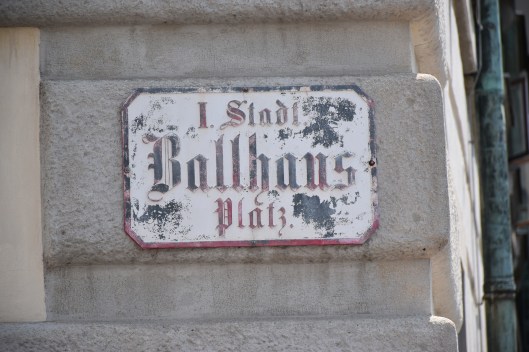 I. Stadt
Ballhaus
Platz.